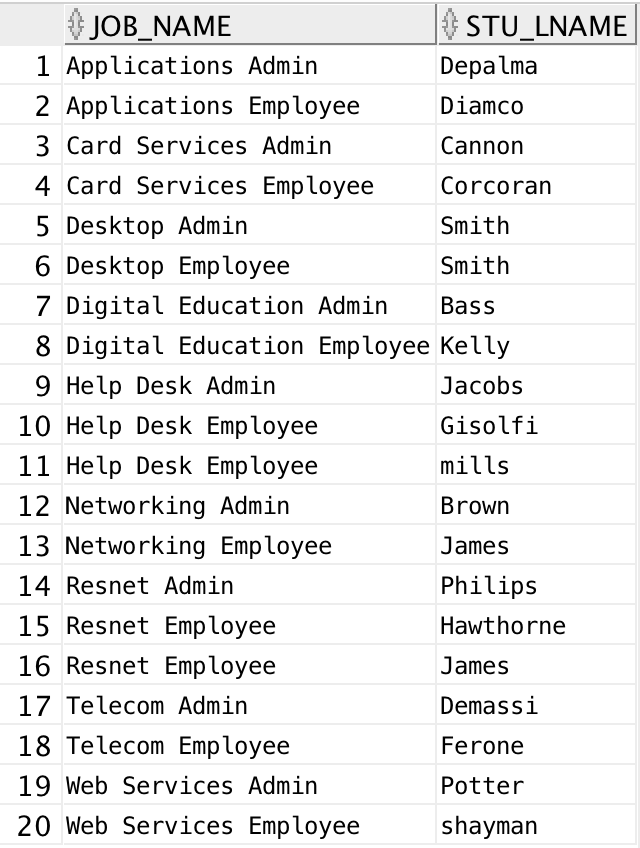 JOB_NAME STU_LNAME
1 Applications Admin Depalma
2 Applications Employee Diamco
3 Card Services Admin Cannon
4 Card Services Employee Corcoran
5 Desktop Admin Smith
6 Desktop Employee Smith
7 Digital Education Admin Bass
8 Digital Education Employee Kelly
9 Help Desk Admin Jacobs
10 Help Desk Employee Gisolfi
11 Help Desk Employee mills
12 Networking Admin Brown
13 Networking Employee James
14 Resnet Admin Philips
15 Resnet Employee Hawthorne
16 Resnet Employee James
17 Telecom Admin Demassi
18 Telecom Employee Ferone
19 Web Services Admin Potter
20 Web Services Employee shayman